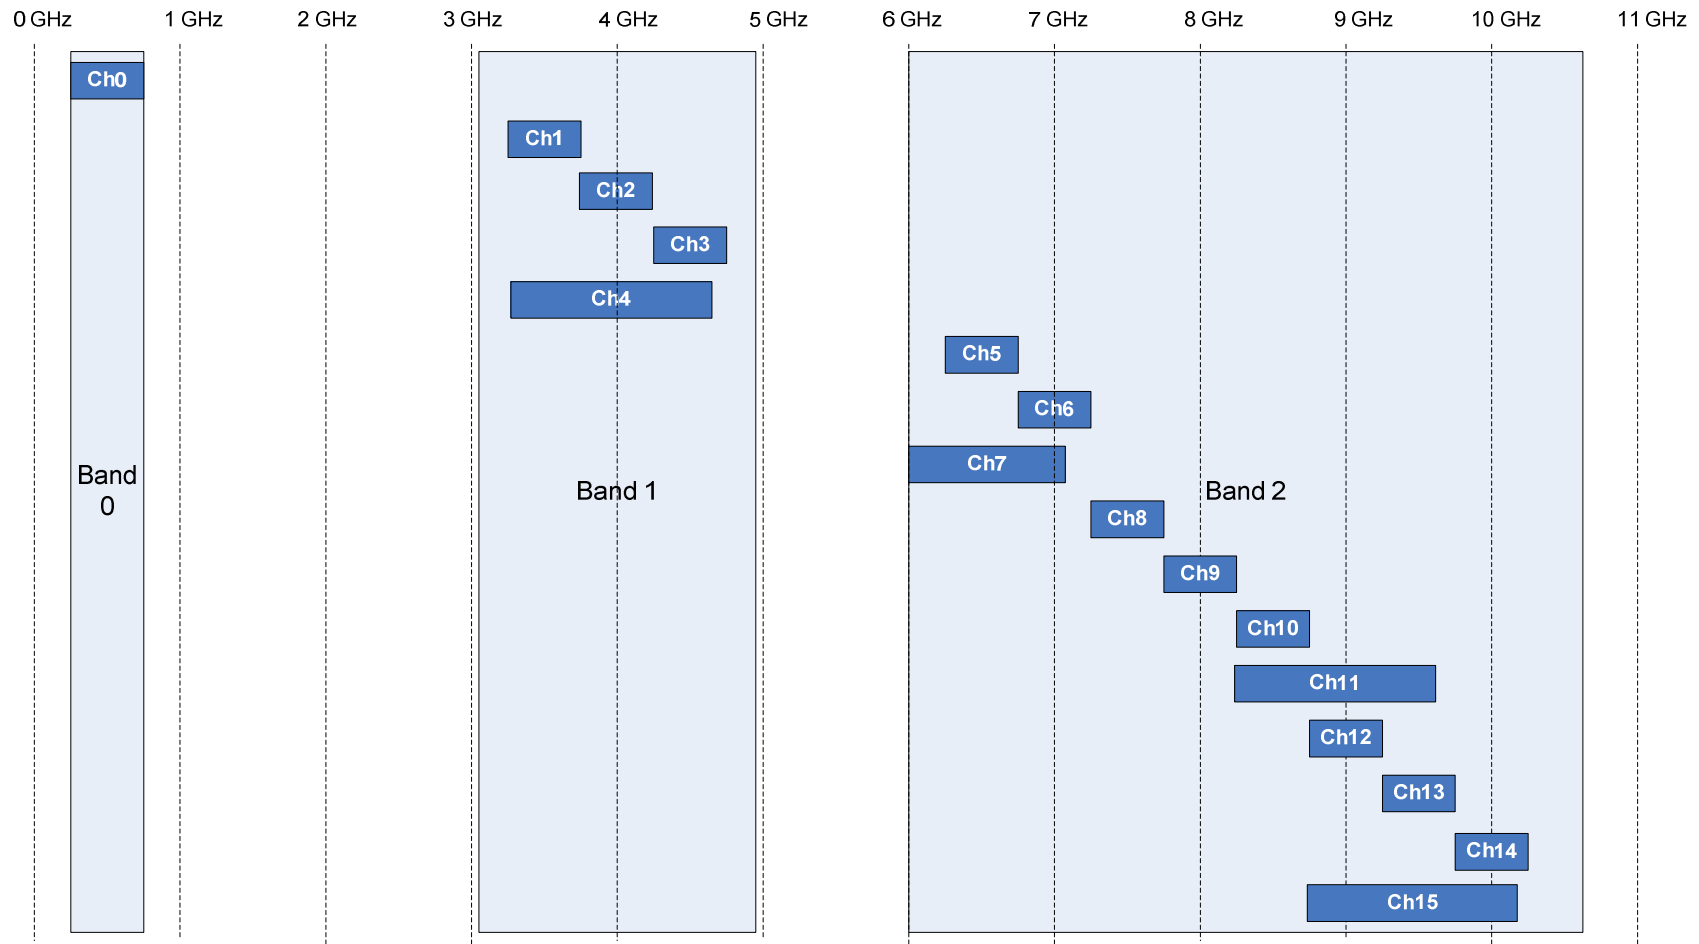 0 GHz 1 GHz 2 GHz 3 GHz 4 GHz 5 GHz 6 GHz 7 GHz 8 GHz 9 GHz 10 GHz 11 GHz
Ch0
Ch1
Ch2
Ch3
Ch4
Ch5
Ch6
Ch7
Band
0
Band 1
Band 2
Ch8
Ch9
Ch10
Ch11
Ch12
Ch13
Ch14
Ch15